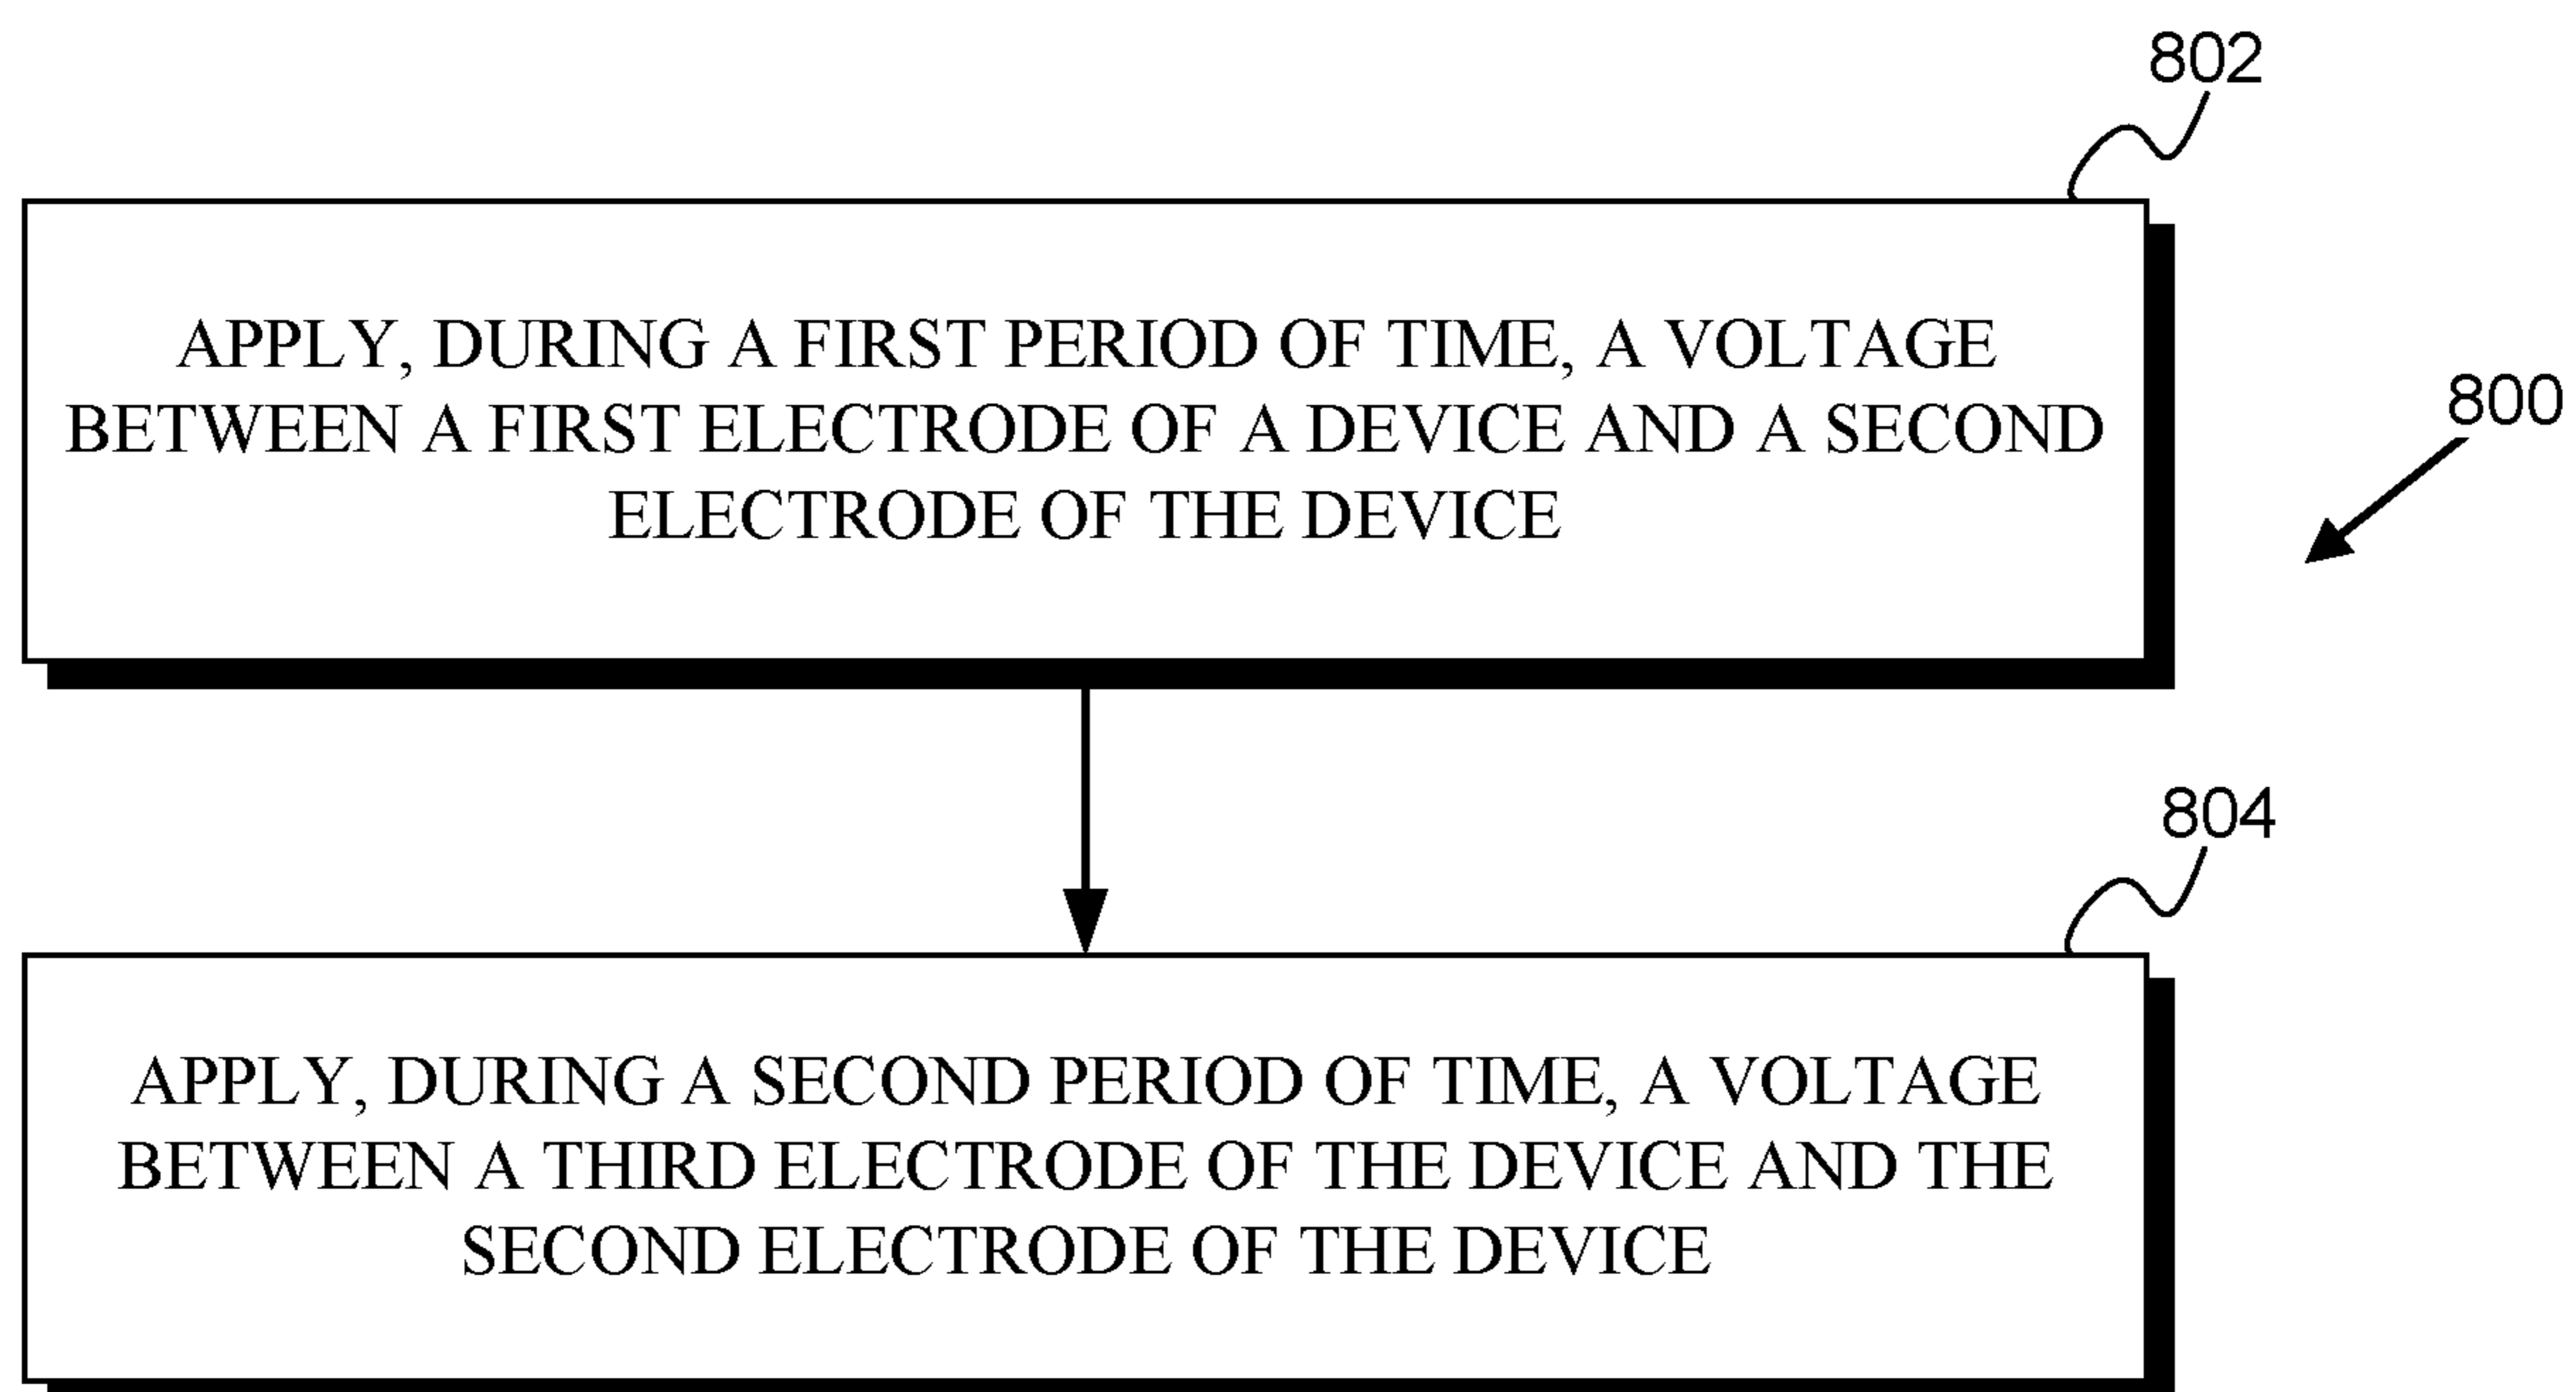 802
APPLY, DURING A FIRST PERIOD OF TIME, A VOLTAGE
BETWEEN A FIRST ELECTRODE OF A DEVICE AND A SECOND
ELECTRODE OF THE DEVICE
800
804
APPLY, DURING A SECOND PERIOD OF TIME, A VOLTAGE
BETWEEN A THIRD ELECTRODE OF THE DEVICE AND THE
SECOND ELECTRODE OF THE DEVICE